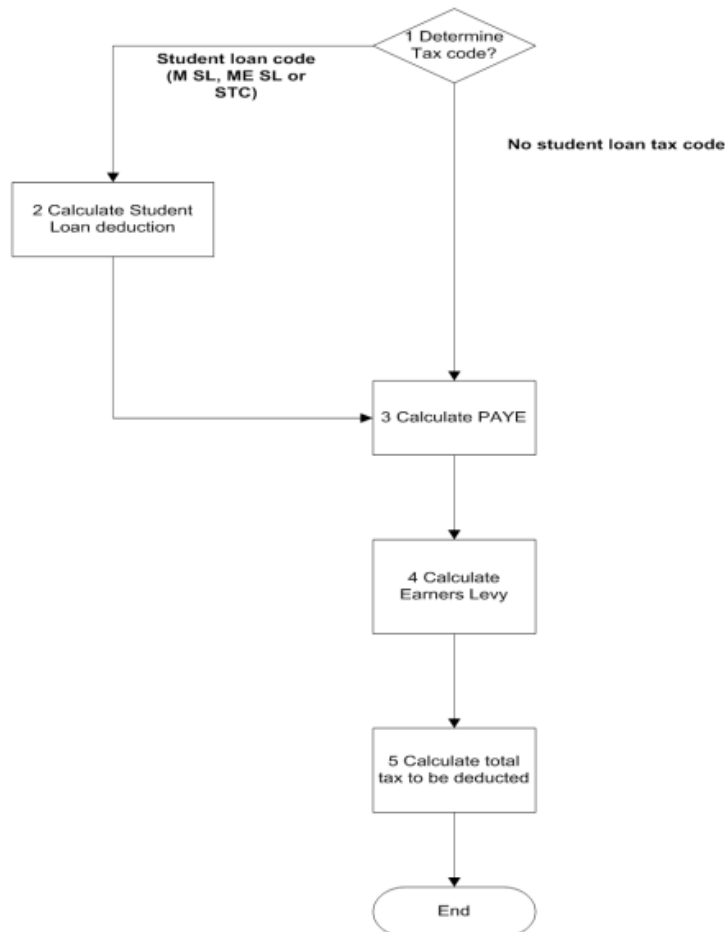 1 Determine
Tax code?
Student loan code
(M SL, ME SL or
STC)
No student loan tax code
2 Calculate Student
Loan deduction
3 Calculate PAYE
4 Calculate
Earners Levy
5 Calculate total
tax to be deducted
End